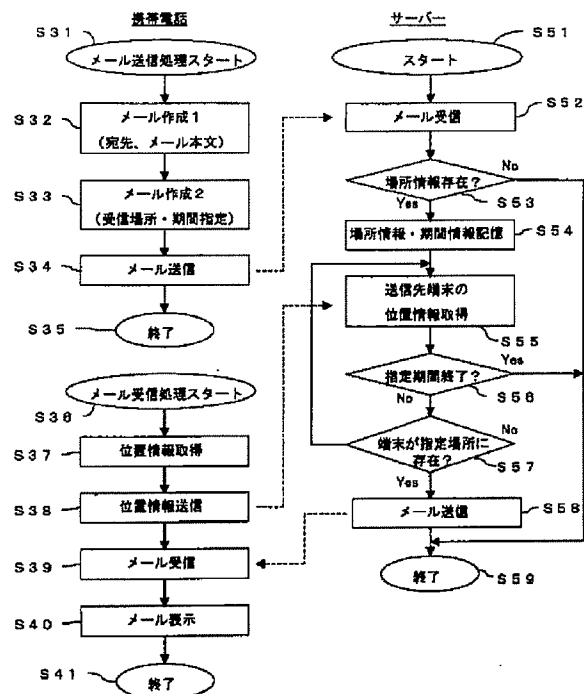 携帯電話
S31
メール送信処理スタート
S32
メール作成1
(宛先、メール本文)
S33
メール作成2
(受信場所・期間指定)
S34
メール送信
S35
終了
S36
メール受信処理スタート
S37
位置情報取得
S38
位置情報送信
S39
メール受信
S40
メール表示
S41
終了
サーバー
S51
スタート
S52
メール受信
No
場所情報存在?
Yes
S53
S54
場所情報・期間情報記憶
送信先端末の
位置情報取得
S55
Yes
指定期間終了?
No
S56
No
端末が指定場所に
存在?
S57
Yes
メール送信
S58
終了
S59